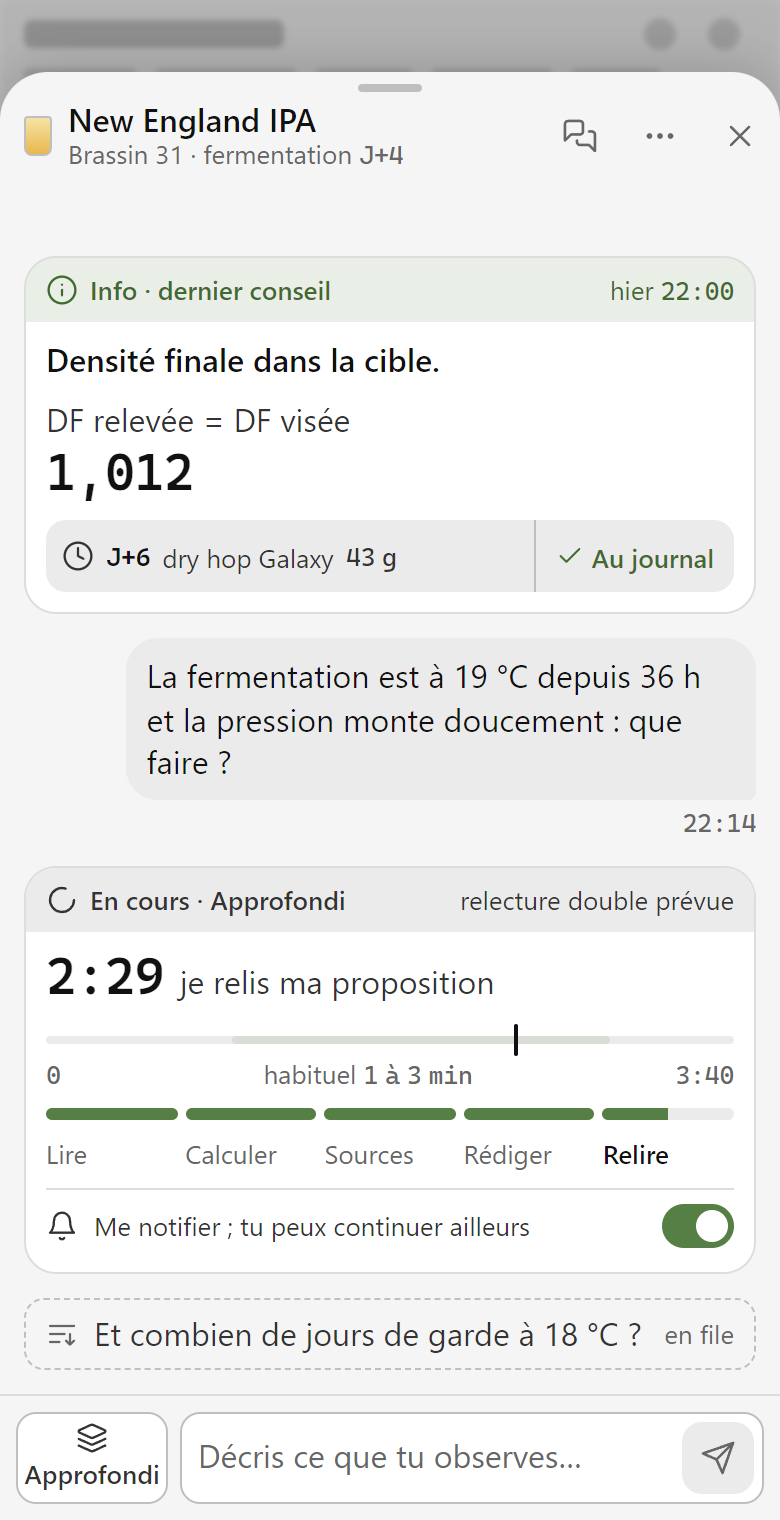 New England IPA
Brassin 31 · fermentation J+4
Info · dernier conseil hier 22:00
Densité finale dans la cible.
DF relevée = DF visée
1,012
J+6 dry hop Galaxy 43 g Au journal
La fermentation est à 19 °C depuis 36 h
et la pression monte doucement : que
faire ?
22:14
En cours · Approfondi relecture double prévue
2:29 je relis ma proposition
0 habituel 1 à 3 min 3:40
Lire Calculer Sources Rédiger Relire
Me notifier ; tu peux continuer ailleurs
Et combien de jours de garde à 18 °C ? en file
Approfondi
Décris ce que tu observes…